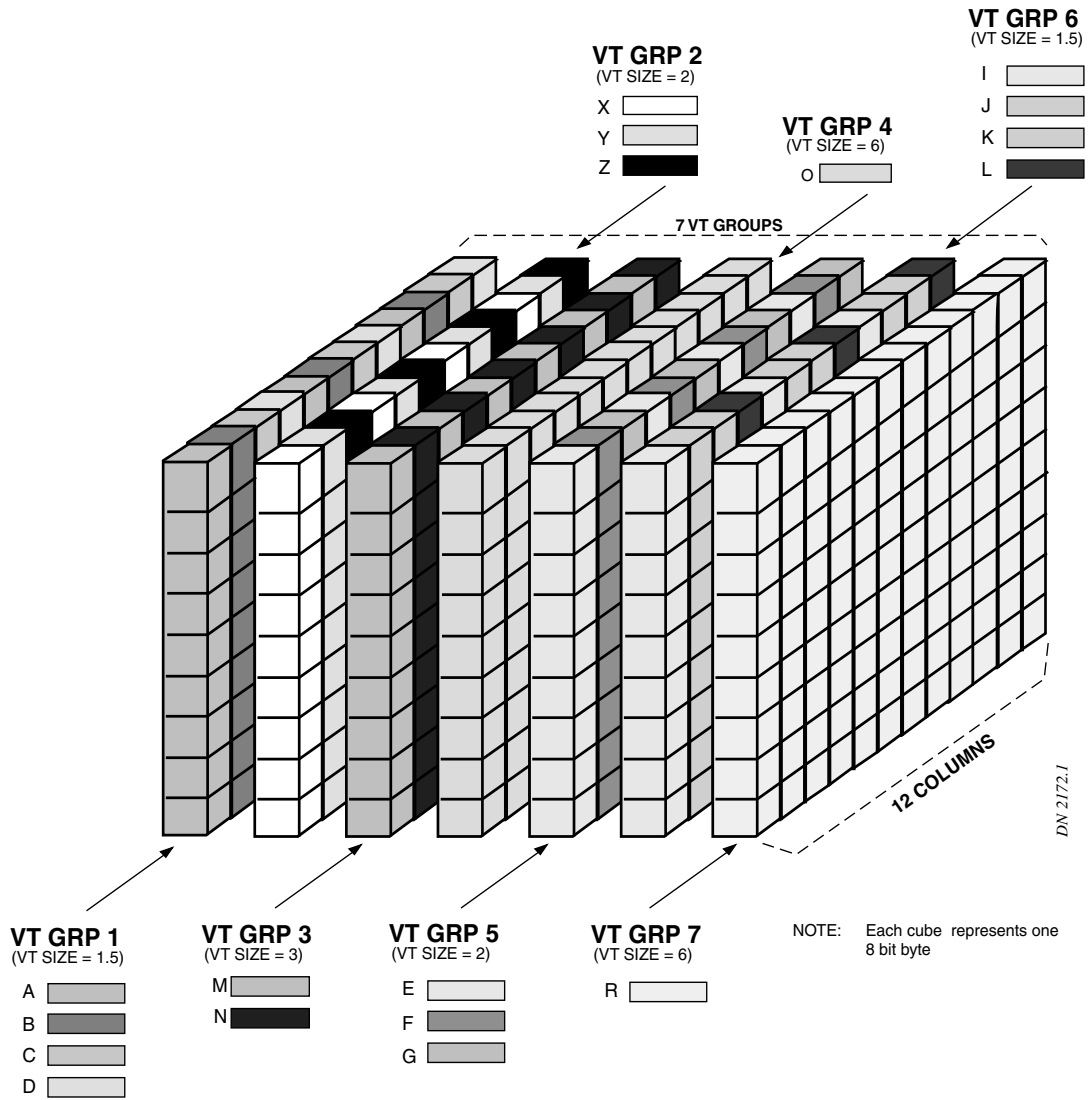 VT GRP 6
(VT SIZE = 1.5)
I
J
K
L
VT GRP 2
(VT SIZE = 2)
X
Y
Z
VT GRP 4
(VT SIZE = 6)
O
7 VT GROUPS
12 COLUMNS
DN 2172.1
VT GRP 1
(VT SIZE = 1.5)
A
B
C
D
VT GRP 3
(VT SIZE = 3)
M
N
VT GRP 5
(VT SIZE = 2)
E
F
G
VT GRP 7
(VT SIZE = 6)
R
NOTE: Each cube represents one
8 bit byte